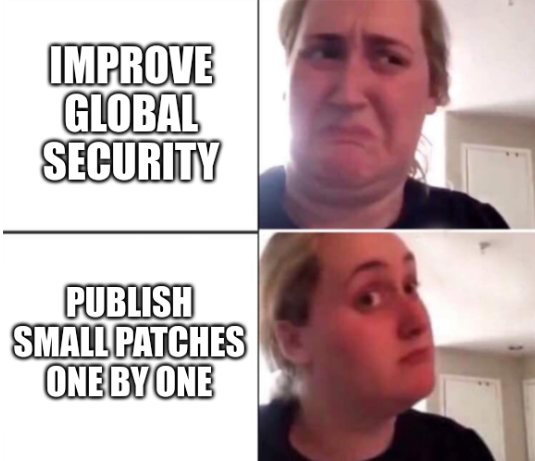 IMPROVE
GLOBAL
SECURITY
PUBLISH
SMALL PATCHES
ONE BY ONE